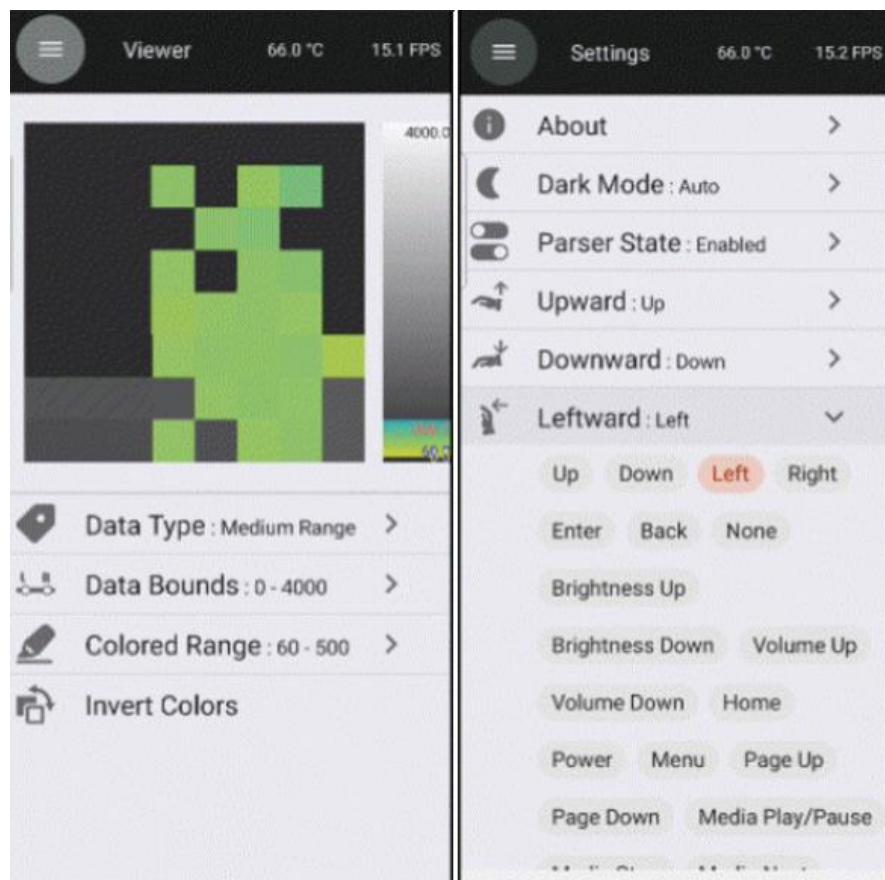 Viewer 66.0 °C 15.1 FPS
4000.0
Data Type : Medium Range
Data Bounds : 0 - 4000
Colored Range : 60 - 500
Invert Colors
Settings 66.0 °C 15.2 FPS
About
Dark Mode : Auto
Parser State : Enabled
Upward : Up
Downward : Down
Leftward : Left
Up Down Left Right
Enter Back None
Brightness Up
Brightness Down Volume Up
Volume Down Home
Power Menu Page Up
Page Down Media Play/Pause